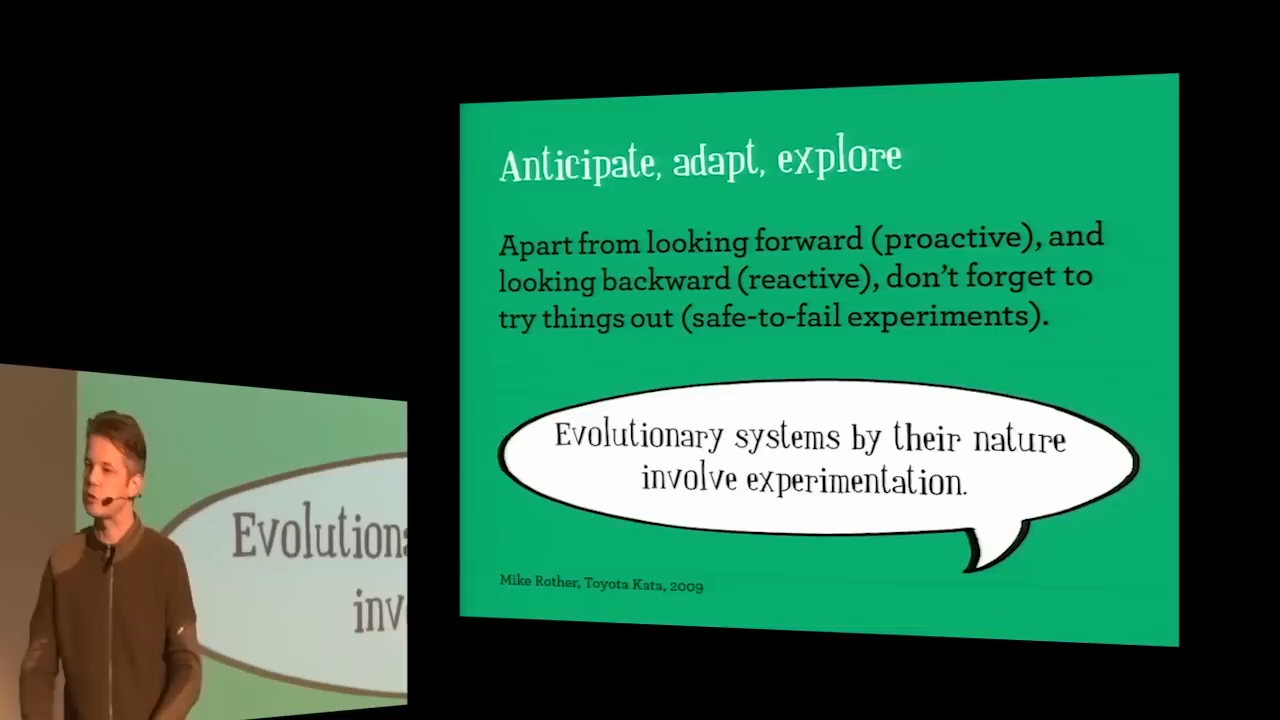 Anticipate, adapt, explore
Apart from looking forward (proactive), and
looking backward (reactive), don't forget to
try things out (safe-to-fail experiments).
Evolutionary systems by their nature
involve experimentation.
Mike Rother, Toyota Kata, 2009
Evolutiona
inv